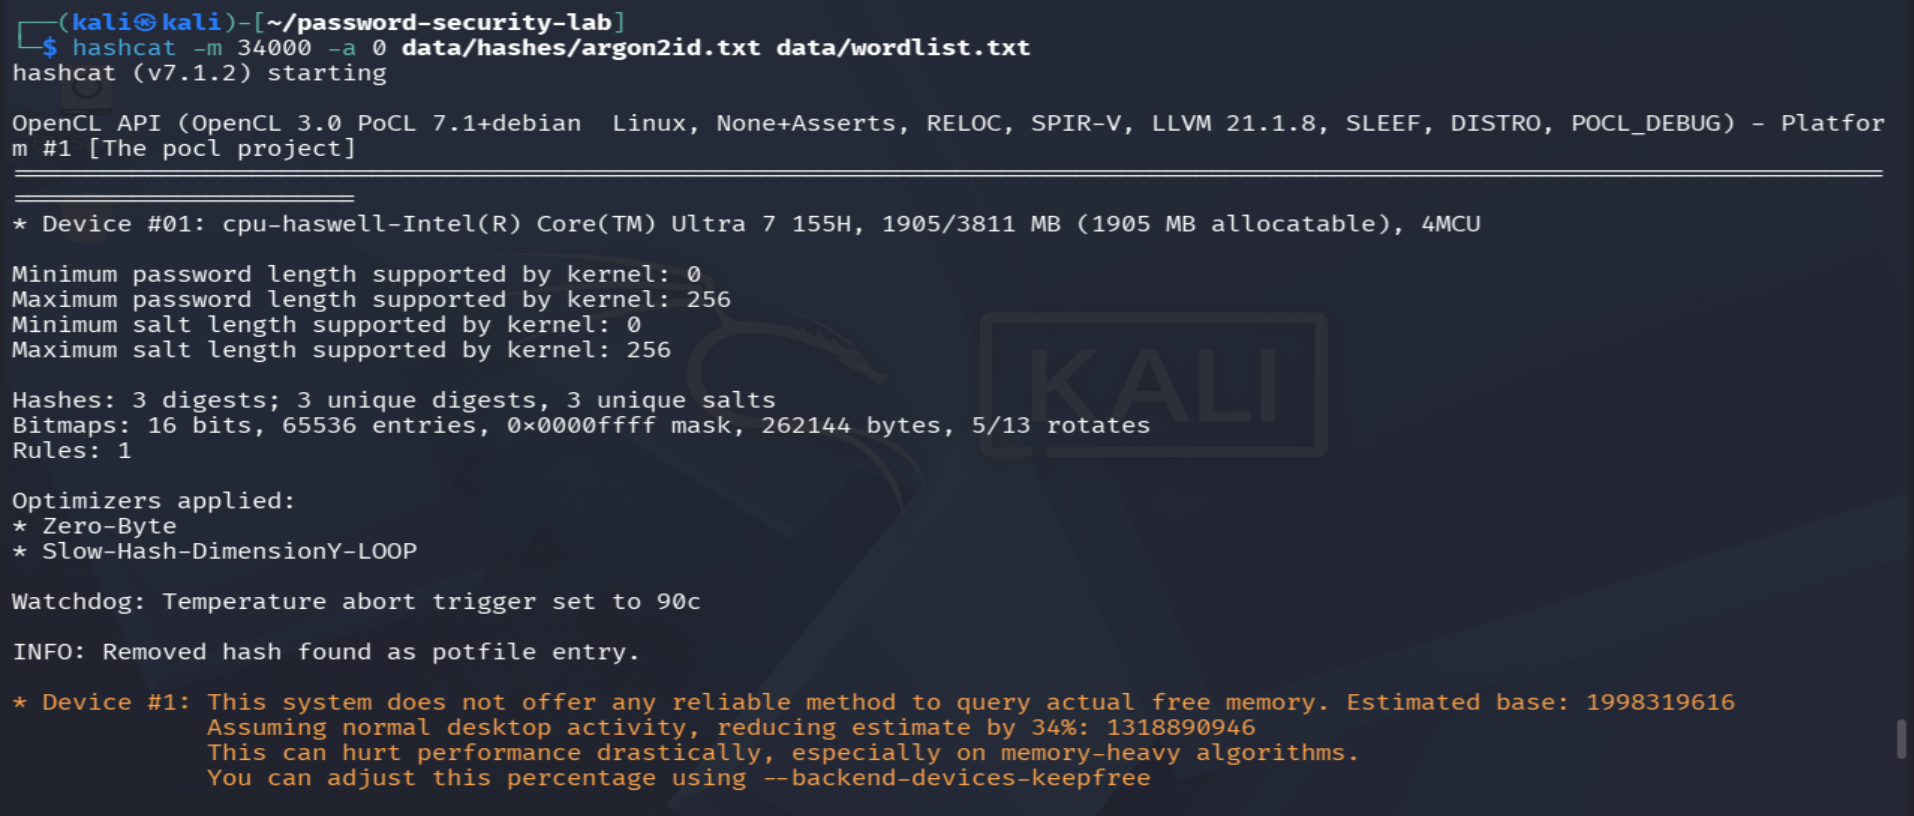 ┌──(kali㉿kali)-[~/password-security-lab]
└─$ hashcat -m 34000 -a 0 data/hashes/argon2id.txt data/wordlist.txt
hashcat (v7.1.2) starting
OpenCL API (OpenCL 3.0 PoCL 7.1+debian  Linux, None+Asserts, RELOC, SPIR-V, LLVM 21.1.8, SLEEF, DISTRO, POCL_DEBUG) - Platfor
m #1 [The pocl project]
* Device #01: cpu-haswell-Intel(R) Core(TM) Ultra 7 155H, 1905/3811 MB (1905 MB allocatable), 4MCU
Minimum password length supported by kernel: 0
Maximum password length supported by kernel: 256
Minimum salt length supported by kernel: 0
Maximum salt length supported by kernel: 256
Hashes: 3 digests; 3 unique digests, 3 unique salts
Bitmaps: 16 bits, 65536 entries, 0×0000ffff mask, 262144 bytes, 5/13 rotates
Rules: 1
Optimizers applied:
* Zero-Byte
* Slow-Hash-DimensionY-LOOP
Watchdog: Temperature abort trigger set to 90c
INFO: Removed hash found as potfile entry.
* Device #1: This system does not offer any reliable method to query actual free memory. Estimated base: 1998319616
Assuming normal desktop activity, reducing estimate by 34%: 1318890946
This can hurt performance drastically, especially on memory-heavy algorithms.
You can adjust this percentage using --backend-devices-keepfree
KALI